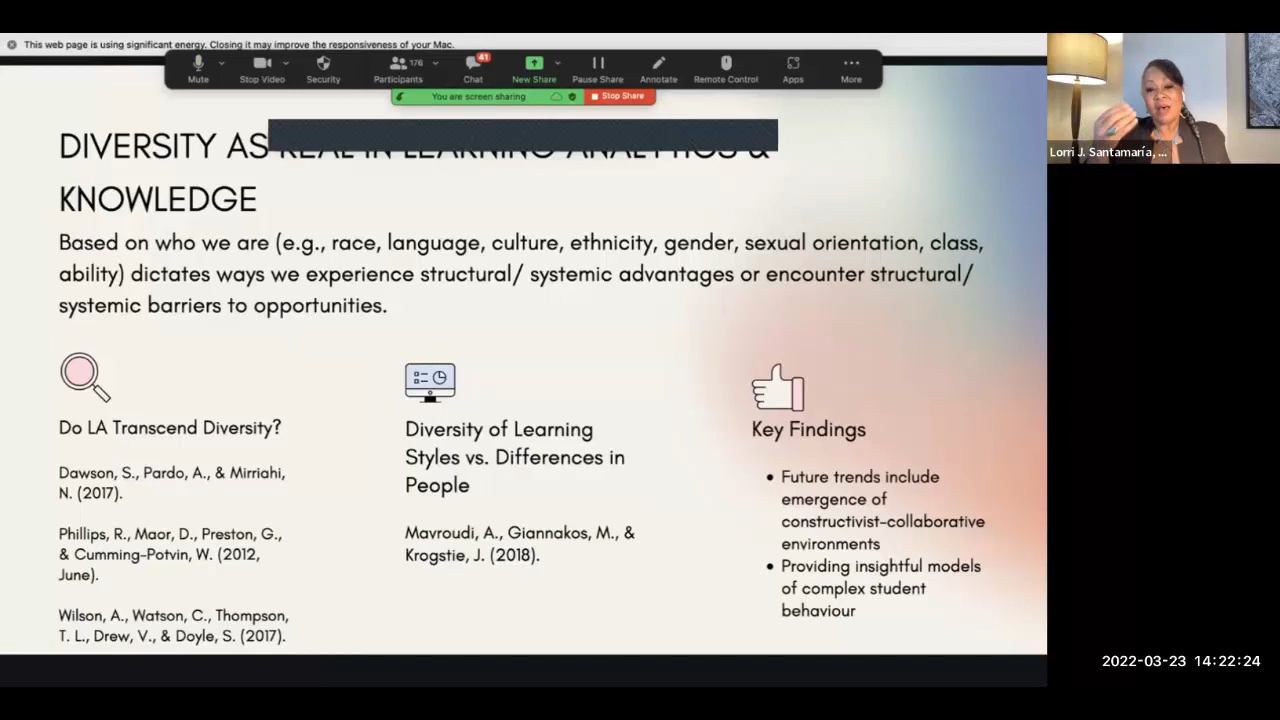 This web page is using significant energy. Closing it may improve the responsiveness of your Mac.
Mute
Stop Video
Security
Participants
176
Chat
41
New Share
Pause Share
Annotate
Remote Control
Apps
More
You are screen sharing
Stop Share
DIVERSITY AS REAL IN LEARNING ANALYTICS &
KNOWLEDGE
Based on who we are (e.g., race, language, culture, ethnicity, gender, sexual orientation, class,
ability) dictates ways we experience structural/ systemic advantages or encounter structural/
systemic barriers to opportunities.
Do LA Transcend Diversity?
Dawson, S., Pardo, A., & Mirriahi,
N. (2017).
Phillips, R., Maor, D., Preston, G.,
& Cumming-Potvin, W. (2012,
June).
Wilson, A., Watson, C., Thompson,
T. L., Drew, V., & Doyle, S. (2017).
Diversity of Learning
Styles vs. Differences in
People
Mavroudi, A., Giannakos, M., &
Krogstie, J. (2018).
Key Findings
• Future trends include
emergence of
constructivist-collaborative
environments
• Providing insightful models
of complex student
behaviour
Lorri J. Santamaría, ...
2022-03-23 14:22:24